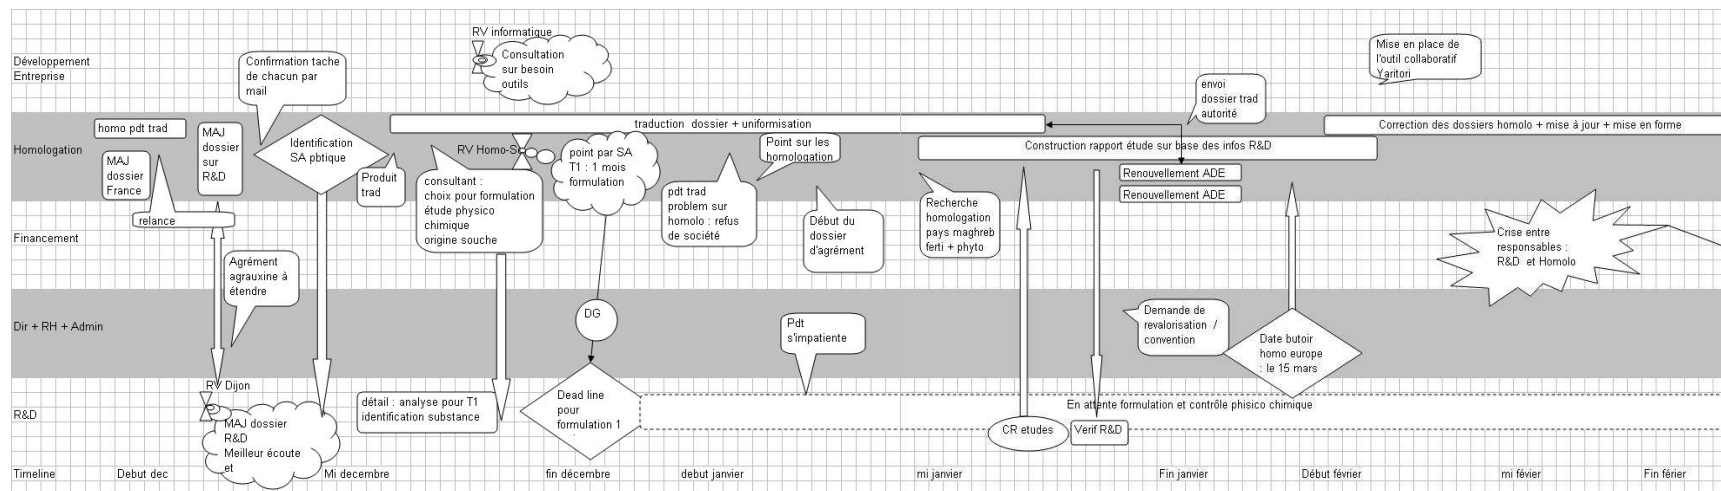 RV informatique
Consultation
sur besoin
outils
Développement
Entreprise
Confirmation tache
de chacun par
mail
Mise en place de
l'outil collaboratif
Yaritori
envoi
dossier trad
autorité
homo pdt trad
MAJ
dossier
sur
R&D
Identification
SA pbtique
traduction dossier + uniformisation
Correction des dossiers homolo + mise à jour + mise en forme
Homologation
MAJ
dossier
France
relance
Produit
trad
RV Homo-S
consultant :
choix pour formulation
étude physico
chimique
origine souche
point par SA
T1 : 1 mois
formulation
Point sur les
homologation
pdt trad
problem sur
homolo : refus
de société
Début du
dossier
d'agrément
Construction rapport étude sur base des infos R&D
Renouvellement ADE
Renouvellement ADE
Recherche
homologation
pays maghreb
ferti + phyto
Financement
Agrément
agrauxine à
étendre
Crise entre
responsables :
R&D et Homolo
Dir + RH + Admin
DG
Pdt
s'impatiente
Demande de
revalorisation /
convention
Date butoir
homo europe
: le 15 mars
R&D
RV Dijon
MAJ dossier
R&D
Meilleur écoute
et
détail : analyse pour T1
identification substance
Dead line
pour
formulation 1
En attente formulation et contrôle phisico chimique
CR etudes
Verif R&D
Timeline
Debut dec
Mi decembre
fin décembre
debut janvier
mi janvier
Fin janvier
Début février
mi févier
Fin férier